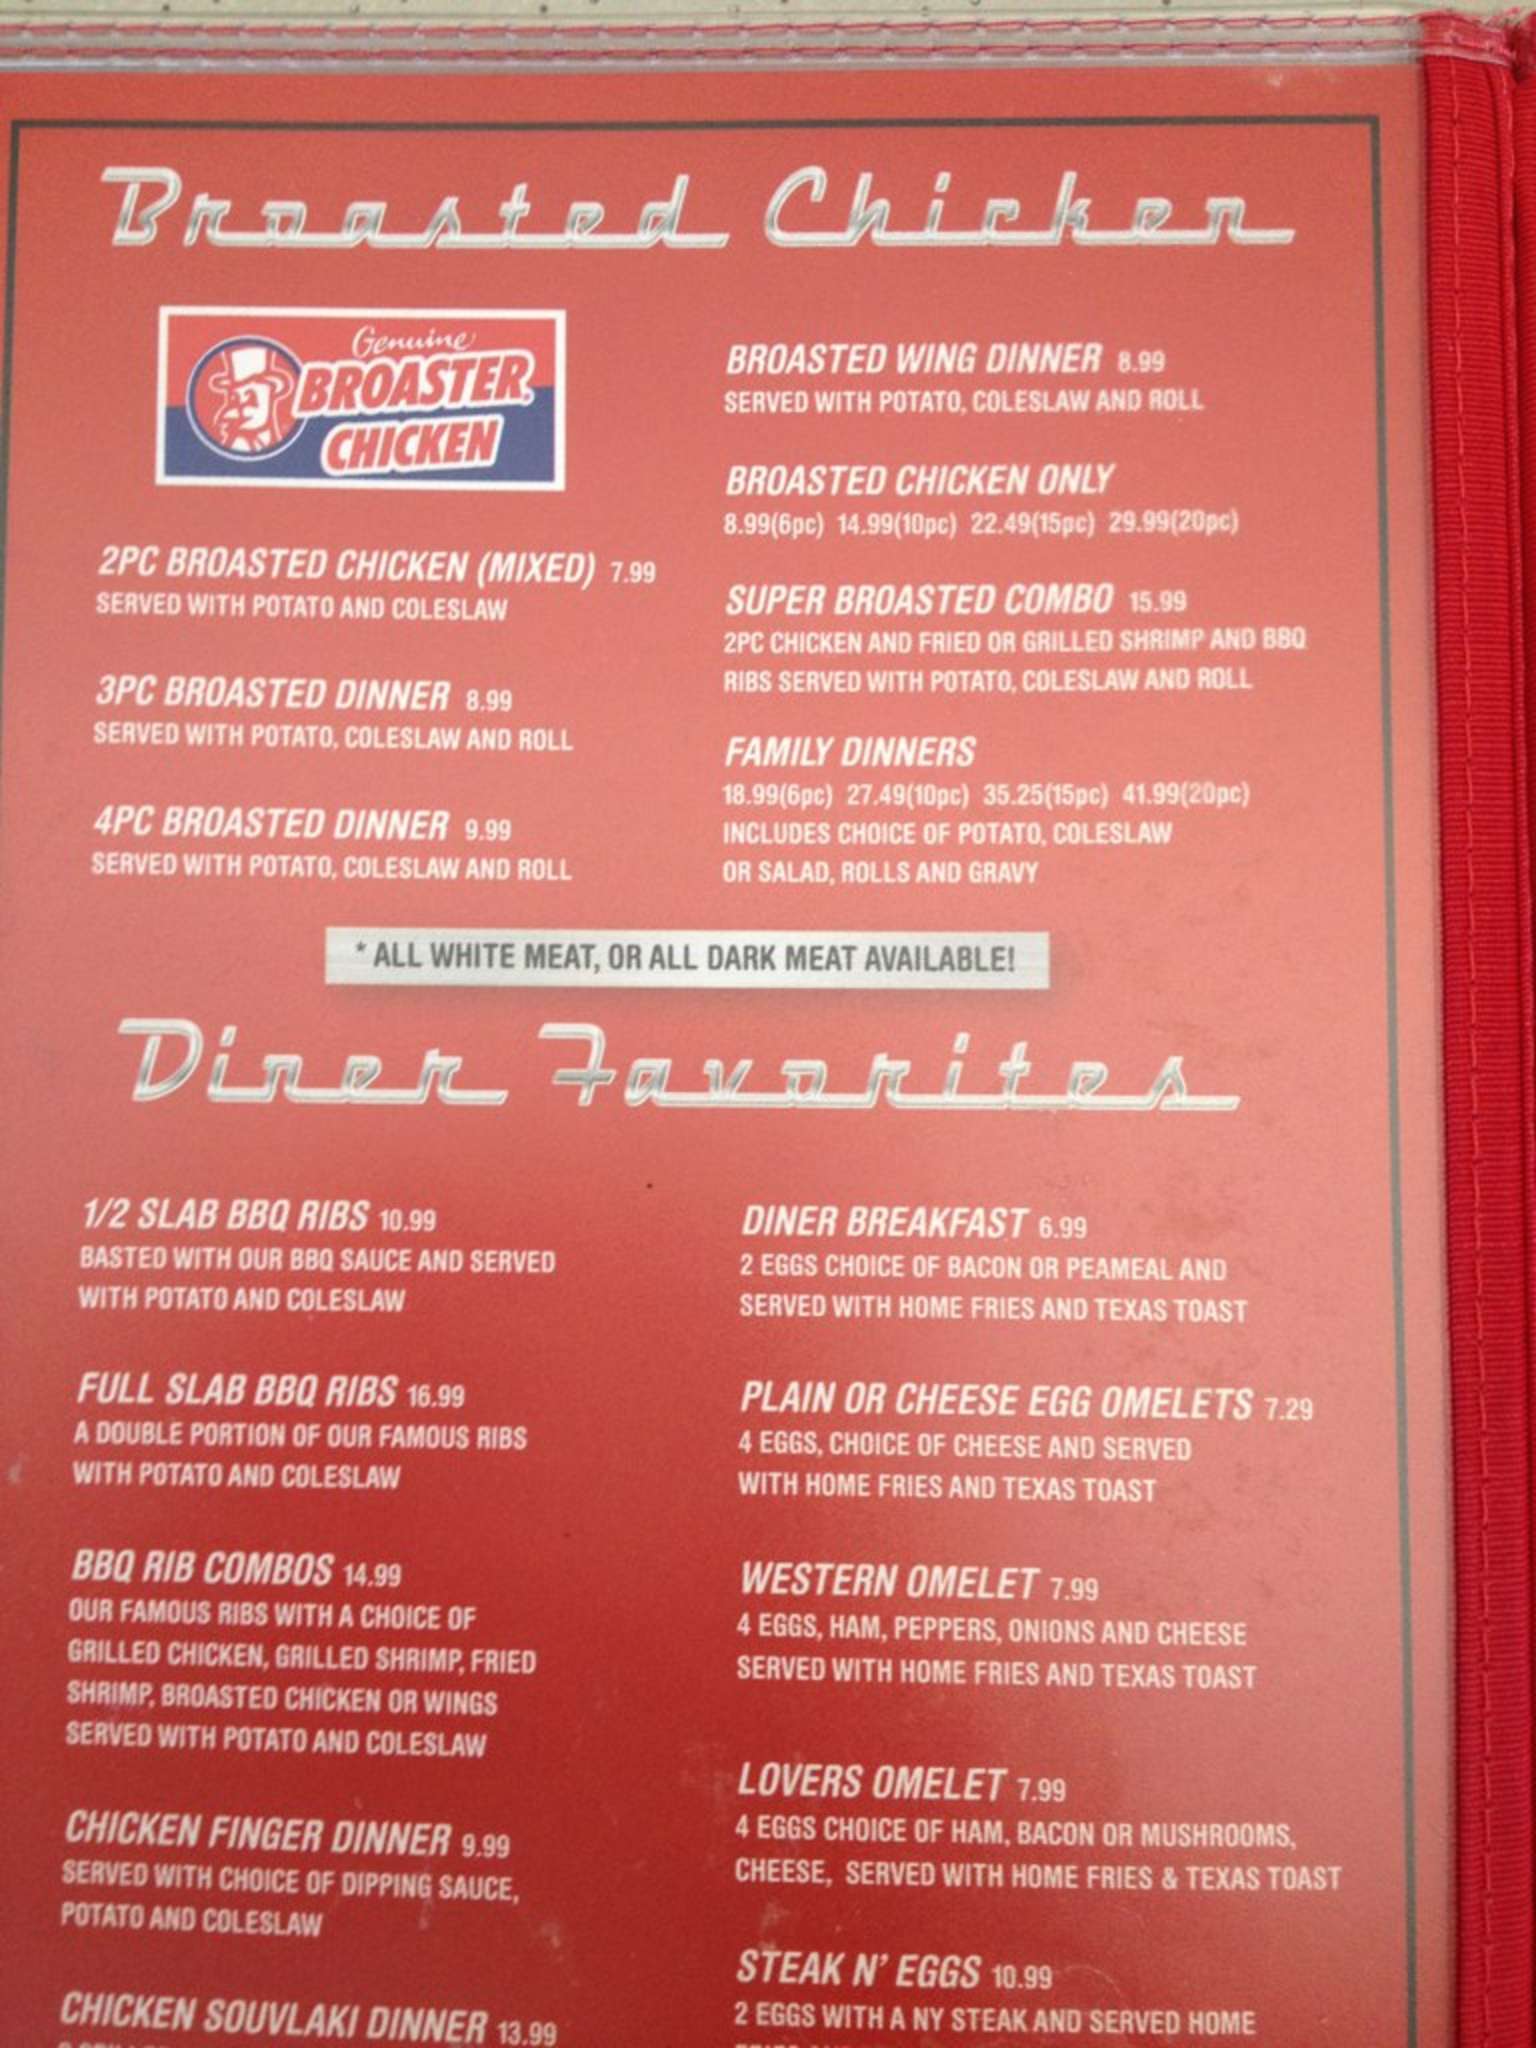 Broasted Chicken
Genuine
BROASTER
CHICKEN
2PC BROASTED CHICKEN (MIXED) 7.99
SERVED WITH POTATO AND COLESLAW
3PC BROASTED DINNER 8.99
SERVED WITH POTATO, COLESLAW AND ROLL
4PC BROASTED DINNER 9.99
SERVED WITH POTATO, COLESLAW AND ROLL
BROASTED WING DINNER 8.99
SERVED WITH POTATO, COLESLAW AND ROLL
BROASTED CHICKEN ONLY
8.99(6pc) 14.99(10pc) 22.49(15pc) 29.99(20pc)
SUPER BROASTED COMBO 15.99
2PC CHICKEN AND FRIED OR GRILLED SHRIMP AND BBQ
RIBS SERVED WITH POTATO, COLESLAW AND ROLL
FAMILY DINNERS
18.99(6pc) 27.49(10pc) 35.25(15pc) 41.99(20pc)
INCLUDES CHOICE OF POTATO, COLESLAW
OR SALAD, ROLLS AND GRAVY
* ALL WHITE MEAT, OR ALL DARK MEAT AVAILABLE!
Diner Favorites
1/2 SLAB BBQ RIBS 10.99
BASTED WITH OUR BBQ SAUCE AND SERVED
WITH POTATO AND COLESLAW
FULL SLAB BBQ RIBS 16.99
A DOUBLE PORTION OF OUR FAMOUS RIBS
WITH POTATO AND COLESLAW
BBQ RIB COMBOS 14.99
OUR FAMOUS RIBS WITH A CHOICE OF
GRILLED CHICKEN, GRILLED SHRIMP, FRIED
SHRIMP, BROASTED CHICKEN OR WINGS
SERVED WITH POTATO AND COLESLAW
CHICKEN FINGER DINNER 9.99
SERVED WITH CHOICE OF DIPPING SAUCE,
POTATO AND COLESLAW
CHICKEN SOUVLAKI DINNER 13.99
DINER BREAKFAST 6.99
2 EGGS CHOICE OF BACON OR PEAMEAL AND
SERVED WITH HOME FRIES AND TEXAS TOAST
PLAIN OR CHEESE EGG OMELETS 7.29
4 EGGS, CHOICE OF CHEESE AND SERVED
WITH HOME FRIES AND TEXAS TOAST
WESTERN OMELET 7.99
4 EGGS, HAM, PEPPERS, ONIONS AND CHEESE
SERVED WITH HOME FRIES AND TEXAS TOAST
LOVERS OMELET 7.99
4 EGGS CHOICE OF HAM, BACON OR MUSHROOMS,
CHEESE, SERVED WITH HOME FRIES & TEXAS TOAST
STEAK N' EGGS 10.99
2 EGGS WITH A NY STEAK AND SERVED HOME